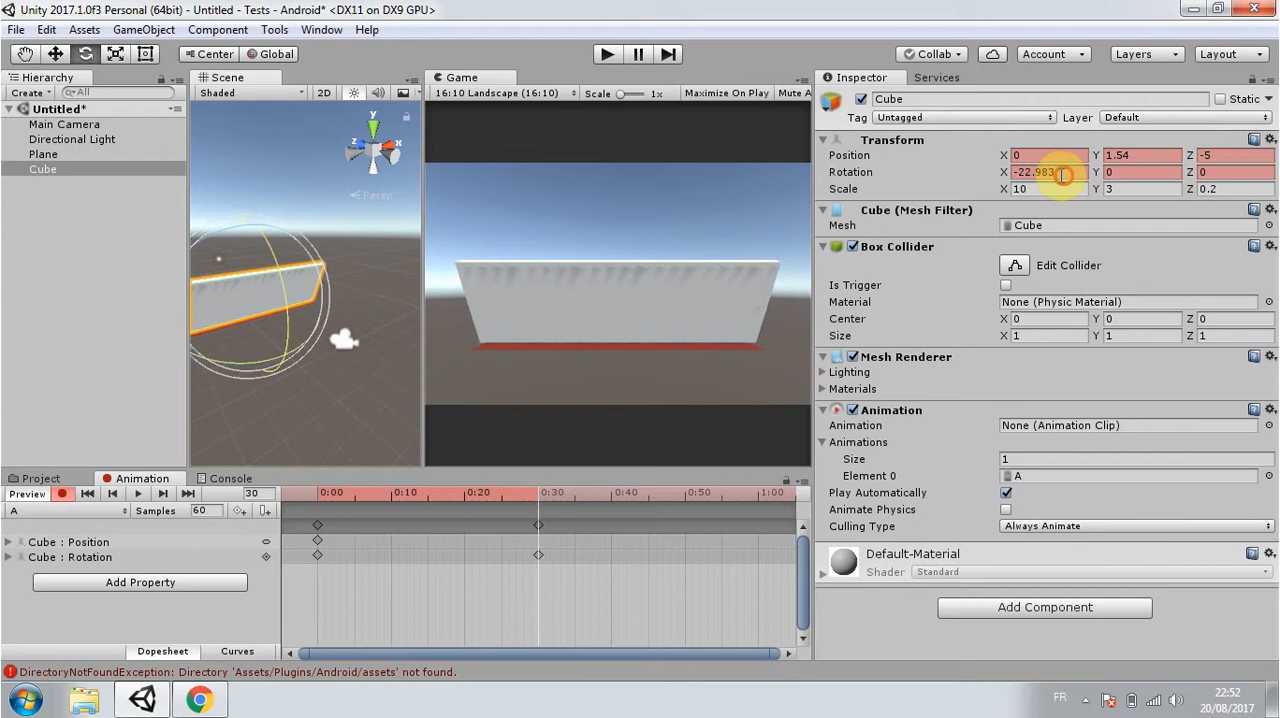 Unity 2017.1.0f3 Personal (64bit) - Untitled - Tests - Android* <DX11 on DX9 GPU>
File Edit Assets GameObject Component Tools Window Help
Center Global Collab Account Layers Layout
Hierarchy
Create All
Untitled*
Main Camera
Directional Light
Plane
Cube
Scene
Shaded 2D
y
x
Persp
Game
16:10 Landscape (16:10) Scale 1x Maximize On Play Mute A
Inspector Services
Cube Static
Tag Untagged Layer Default
Transform
Position X 0 Y 1.54 Z -5
Rotation X -22.983 Y 0 Z 0
Scale X 10 Y 3 Z 0.2
Cube (Mesh Filter)
Mesh Cube
Box Collider
Edit Collider
Is Trigger
Material None (Physic Material)
Center X 0 Y 0 Z 0
Size X 1 Y 1 Z 1
Mesh Renderer
Lighting
Materials
Animation
Animation None (Animation Clip)
Animations
Size 1
Element 0 A
Play Automatically
Animate Physics
Culling Type Always Animate
Default-Material
Shader Standard
Add Component
Project Animation Console
Preview 30 0:00 0:10 0:20 0:30 0:40 0:50 1:00
A Samples 60
Cube : Position
Cube : Rotation
Add Property
Dopesheet Curves
DirectoryNotFoundException: Directory 'Assets/Plugins/Android/assets' not found.
FR 22:52
20/08/2017